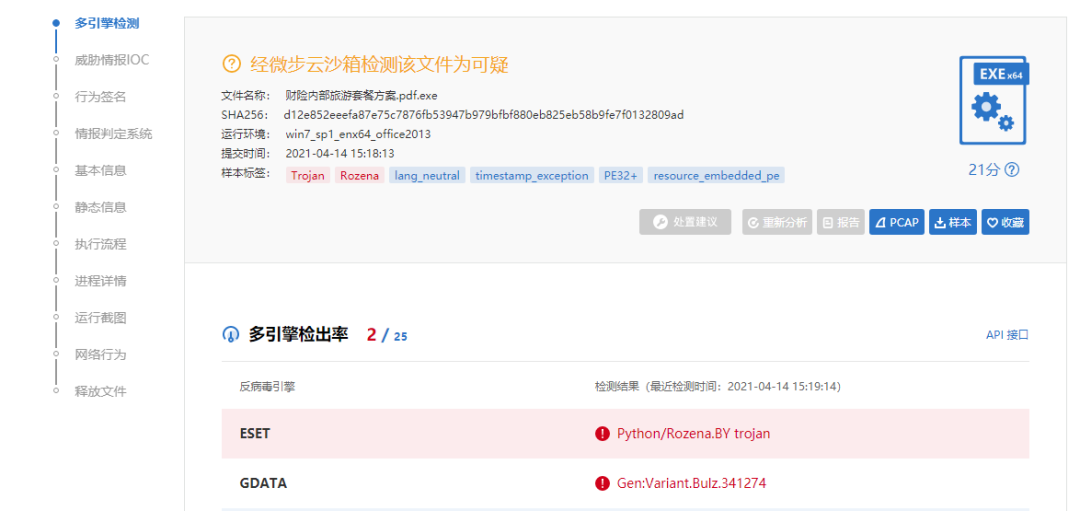 多引擎检测
威胁情报IOC
行为签名
情报判定系统
基本信息
静态信息
执行流程
进程详情
运行截图
网络行为
释放文件
经微步云沙箱检测该文件为可疑
文件名称: 财险内部旅游套餐方案.pdf.exe
SHA256: d12e852eeefa87e75c7876fb53947b979bfbf880eb825eb58b9fe7f0132809ad
运行环境: win7_sp1_enx64_office2013
提交时间: 2021-04-14 15:18:13
样本标签: Trojan Rozena lang_neutral timestamp_exception PE32+ resource_embedded_pe
EXE x64
21分
处置建议 重新分析 报告 PCAP 样本 收藏
多引擎检出率 2 / 25
API 接口
反病毒引擎 检测结果（最近检测时间：2021-04-14 15:19:14）
ESET Python/Rozena.BY trojan
GDATA Gen:Variant.Bulz.341274